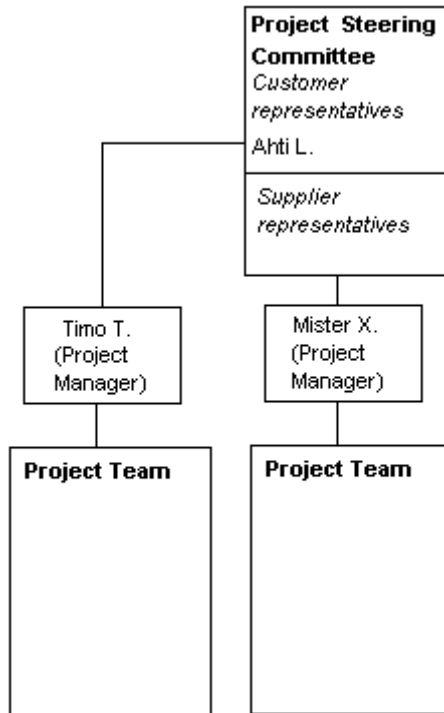 Project Steering
Committee
Customer
representatives
Ahti L.
Supplier
representatives
Timo T.
(Project
Manager)
Mister X.
(Project
Manager)
Project Team
Project Team